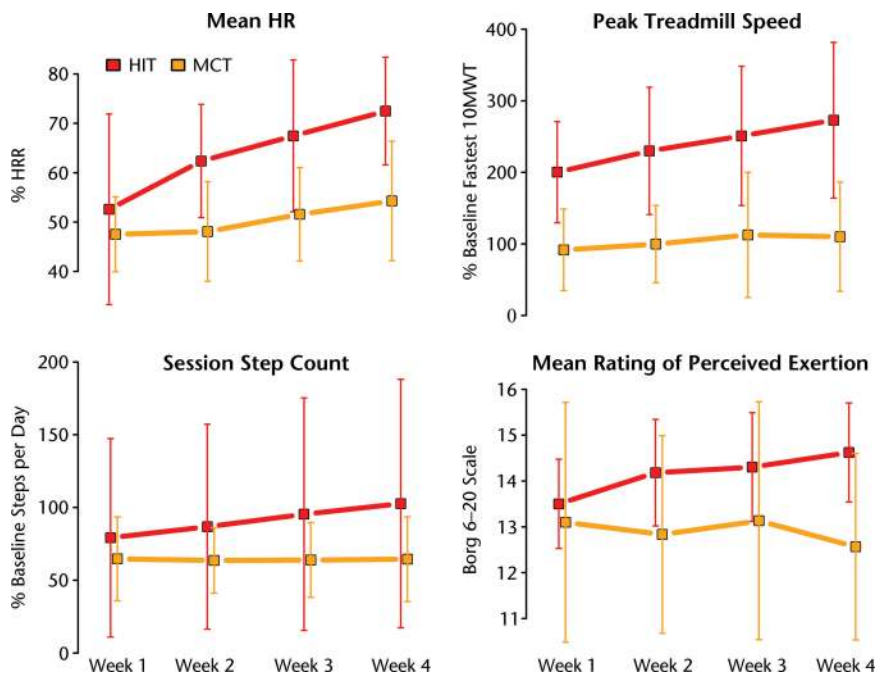 Mean HR
HIT MCT
% HRR
80
70
60
50
40
Peak Treadmill Speed
% Baseline Fastest 10MWT
400
300
200
100
0
Session Step Count
% Baseline Steps per Day
200
150
100
50
0
Week 1 Week 2 Week 3 Week 4
Mean Rating of Perceived Exertion
Borg 6–20 Scale
16
15
14
13
12
11
Week 1 Week 2 Week 3 Week 4